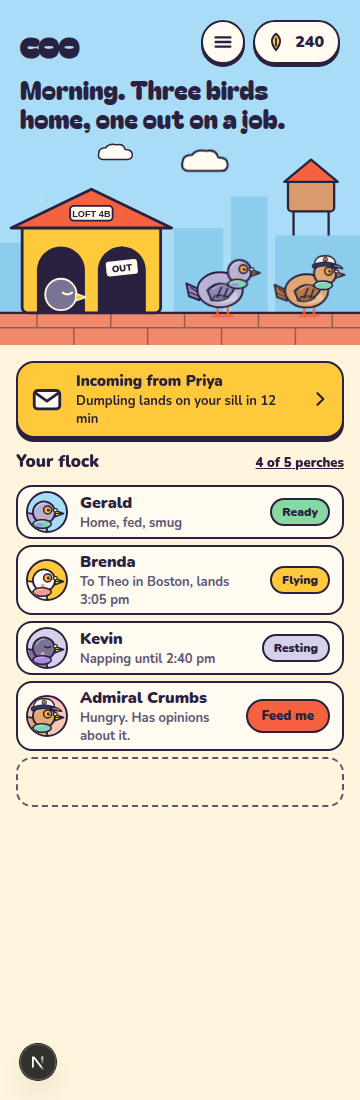 coo
240
Morning. Three birds
home, one out on a job.
LOFT 4B
OUT
Incoming from Priya
Dumpling lands on your sill in 12
min
Your flock
4 of 5 perches
Gerald
Home, fed, smug
Ready
Brenda
To Theo in Boston, lands
3:05 pm
Flying
Kevin
Napping until 2:40 pm
Resting
Admiral Crumbs
Hungry. Has opinions
about it.
Feed me
N